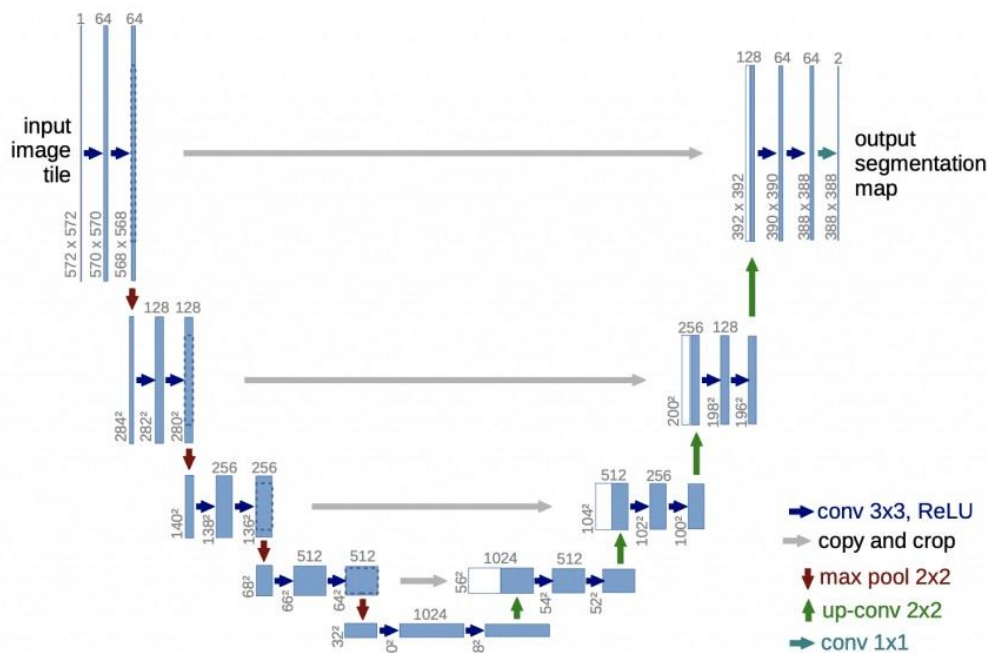 1 64 64
128 64 64 2
input
image
tile
output
segmentation
map
572 x 572
570 x 570
568 x 568
392 x 392
390 x 390
388 x 388
388 x 388
128 128
256 128
284²
282²
280²
200²
198²
196²
256 256
512 256
140²
138²
136²
104²
102²
100²
512 512
1024 512
68²
66²
64²
56²
54²
52²
1024
32²
0²
8²
conv 3x3, ReLU
copy and crop
max pool 2x2
up-conv 2x2
conv 1x1